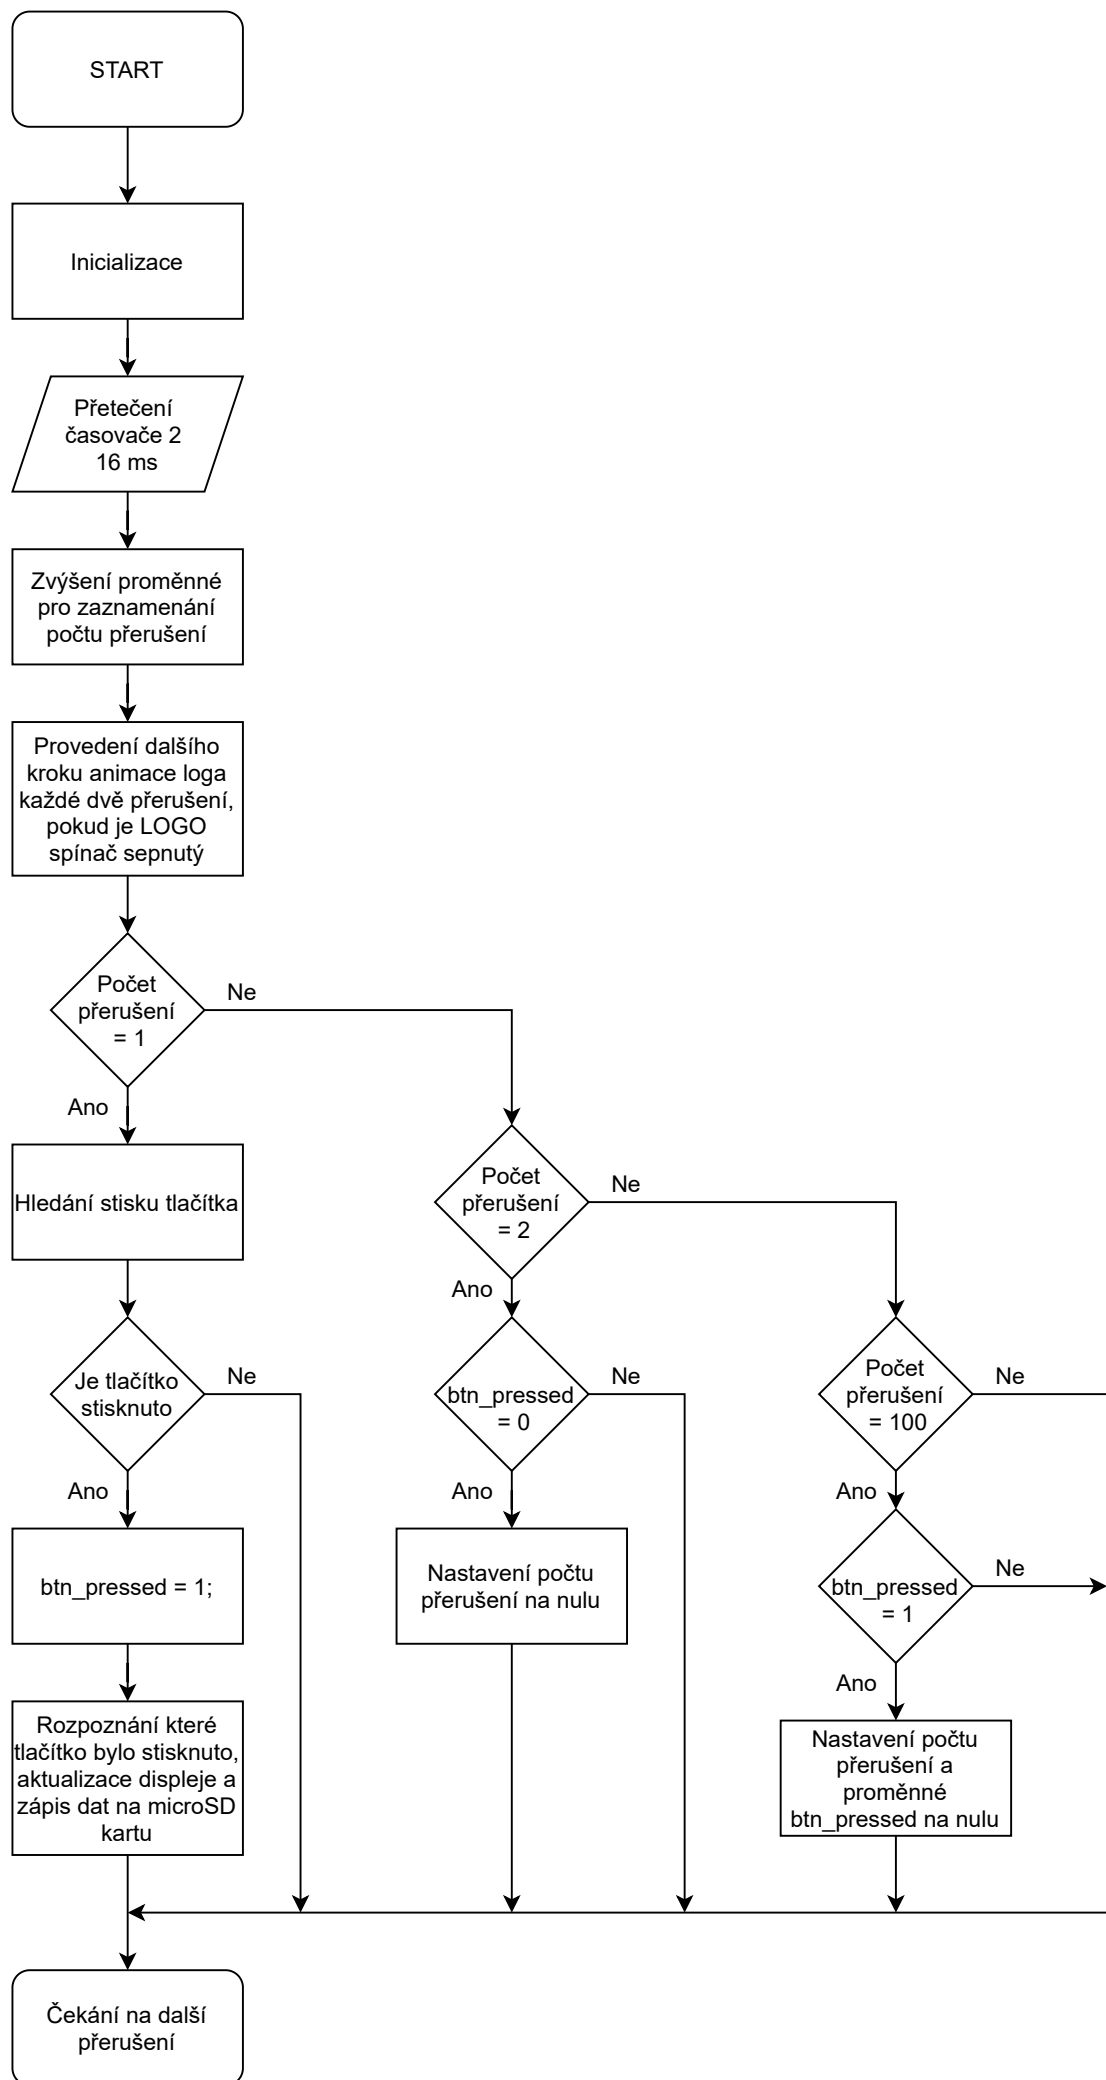 START
Inicializace
Přetečení
časovače 2
16 ms
Zvýšení proměnné
pro zaznamenání
počtu přerušení
Provedení dalšího
kroku animace loga
každé dvě přerušení,
pokud je LOGO
spínač sepnutý
Počet
přerušení
= 1
Ne
Ano
Hledání stisku tlačítka
Počet
přerušení
= 2
Ne
Ano
Je tlačítko
stisknuto
Ne
Ano
btn_pressed
= 0
Ne
Ano
Počet
přerušení
= 100
Ne
Ano
btn_pressed = 1;
Nastavení počtu
přerušení na nulu
btn_pressed
= 1
Ne
Ano
Rozpoznání které
tlačítko bylo stisknuto,
aktualizace displeje a
zápis dat na microSD
kartu
Nastavení počtu
přerušení a
proměnné
btn_pressed na nulu
Čekání na další
přerušení